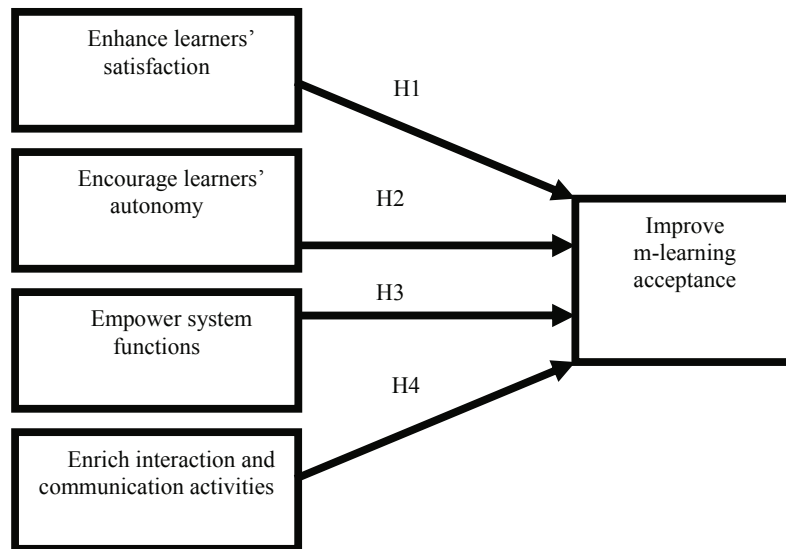 Enhance learners’
satisfaction
H1
Encourage learners’
autonomy
H2
Improve
m-learning
acceptance
H3
Empower system
functions
H4
Enrich interaction and
communication activities